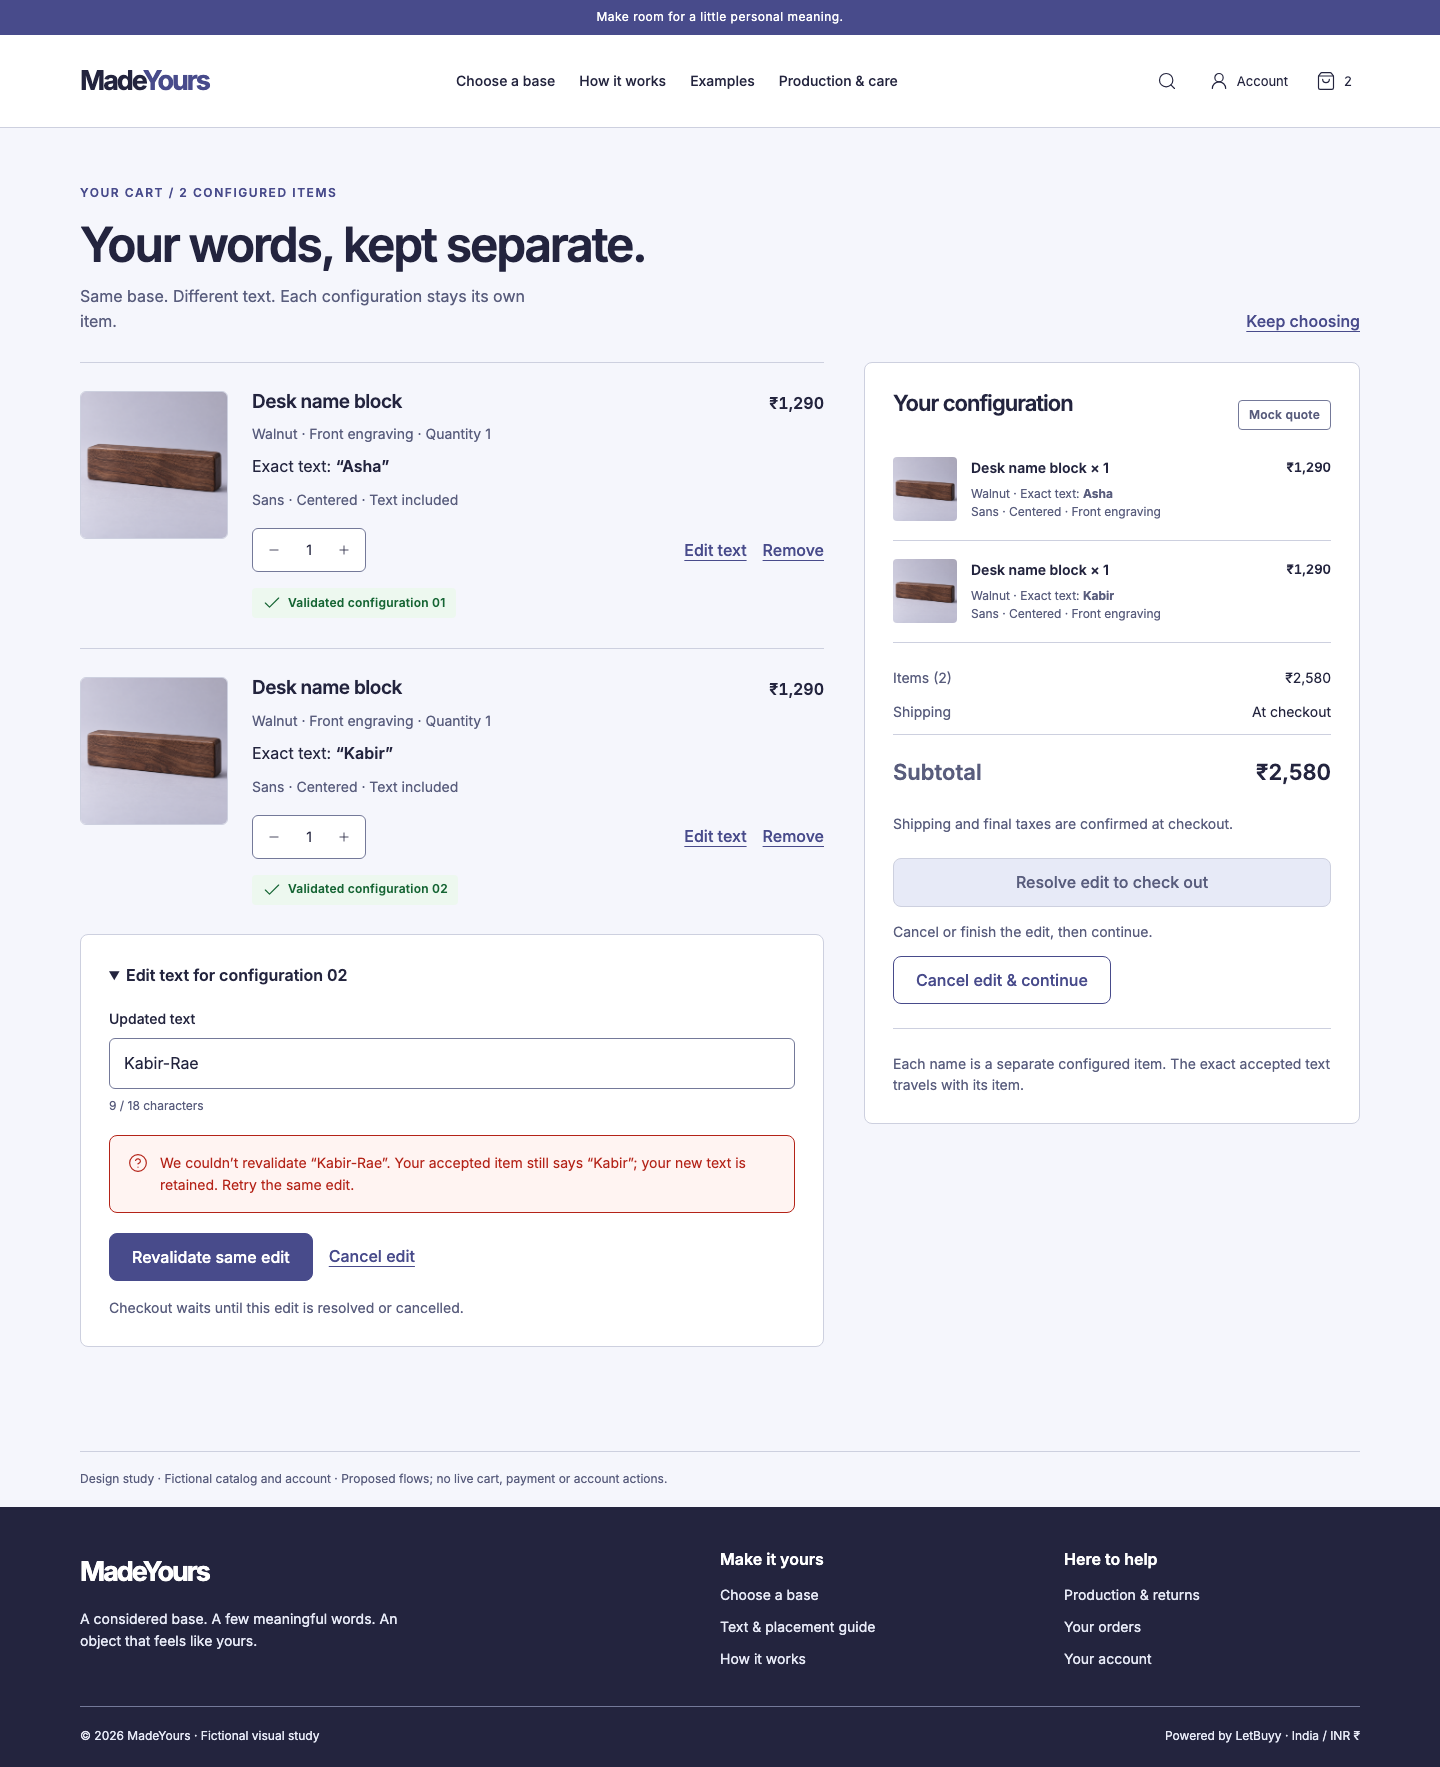 Make room for a little personal meaning.
MadeYours
Choose a base
How it works
Examples
Production & care
Account
2
YOUR CART / 2 CONFIGURED ITEMS
Your words, kept separate.
Same base. Different text. Each configuration stays its own
item.
Keep choosing
Desk name block
₹1,290
Walnut · Front engraving · Quantity 1
Exact text: “Asha”
Sans · Centered · Text included
− 1 +
Edit text
Remove
Validated configuration 01
Desk name block
₹1,290
Walnut · Front engraving · Quantity 1
Exact text: “Kabir”
Sans · Centered · Text included
− 1 +
Edit text
Remove
Validated configuration 02
Edit text for configuration 02
Updated text
Kabir-Rae
9 / 18 characters
We couldn’t revalidate “Kabir-Rae”. Your accepted item still says “Kabir”; your new text is
retained. Retry the same edit.
Revalidate same edit
Cancel edit
Checkout waits until this edit is resolved or cancelled.
Your configuration
Mock quote
Desk name block × 1
₹1,290
Walnut · Exact text: Asha
Sans · Centered · Front engraving
Desk name block × 1
₹1,290
Walnut · Exact text: Kabir
Sans · Centered · Front engraving
Items (2)
₹2,580
Shipping
At checkout
Subtotal
₹2,580
Shipping and final taxes are confirmed at checkout.
Resolve edit to check out
Cancel or finish the edit, then continue.
Cancel edit & continue
Each name is a separate configured item. The exact accepted text
travels with its item.
Design study · Fictional catalog and account · Proposed flows; no live cart, payment or account actions.
MadeYours
A considered base. A few meaningful words. An
object that feels like yours.
Make it yours
Choose a base
Text & placement guide
How it works
Here to help
Production & returns
Your orders
Your account
© 2026 MadeYours · Fictional visual study
Powered by LetBuyy · India / INR ₹